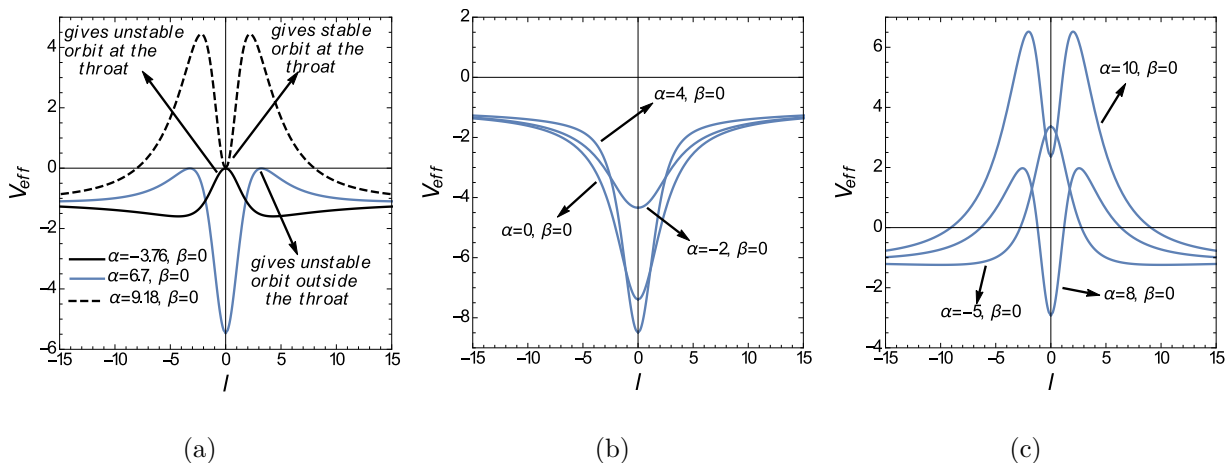 gives unstable
orbit at the
throat
gives stable
orbit at the
throat
gives unstable
orbit outside
the throat
α=-3.76, β=0
α=6.7, β=0
α=9.18, β=0
4
2
0
-2
-4
-6
-15 -10 -5 0 5 10 15
V_eff
l
(a)
α=4, β=0
α=0, β=0
α=-2, β=0
2
0
-2
-4
-6
-8
-15 -10 -5 0 5 10 15
V_eff
l
(b)
α=10, β=0
α=-5, β=0
α=8, β=0
6
4
2
0
-2
-4
-15 -10 -5 0 5 10 15
V_eff
l
(c)